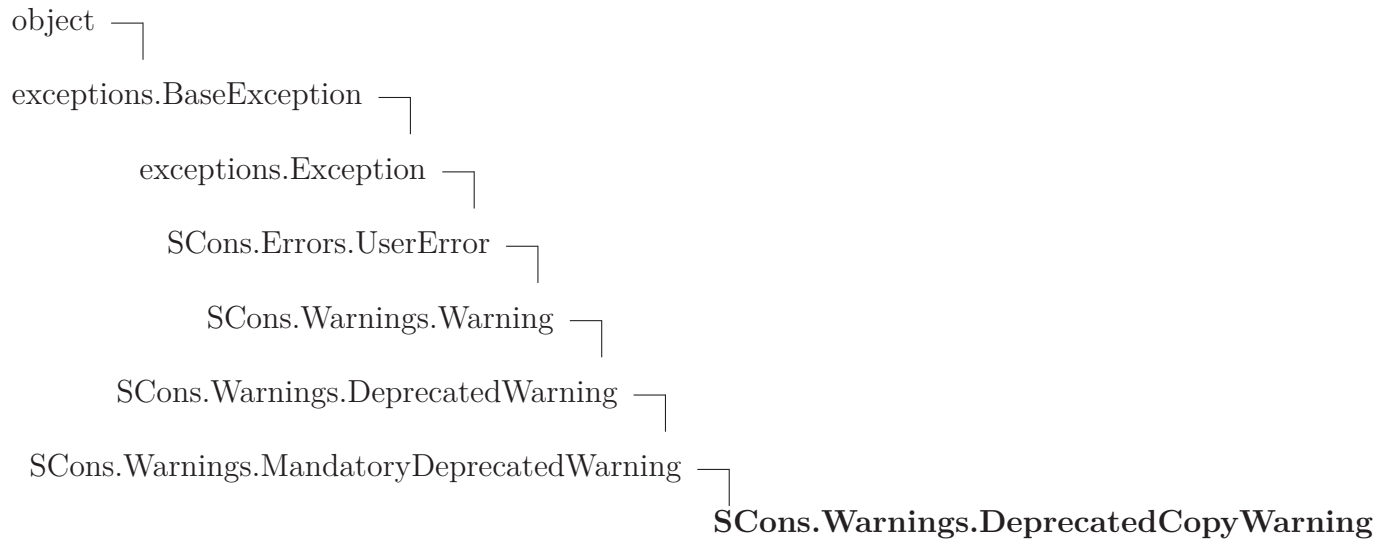 object
exceptions.BaseException
exceptions.Exception
SCons.Errors.UserError
SCons.Warnings.Warning
SCons.Warnings.DeprecatedWarning
SCons.Warnings.MandatoryDeprecatedWarning
SCons.Warnings.DeprecatedCopyWarning